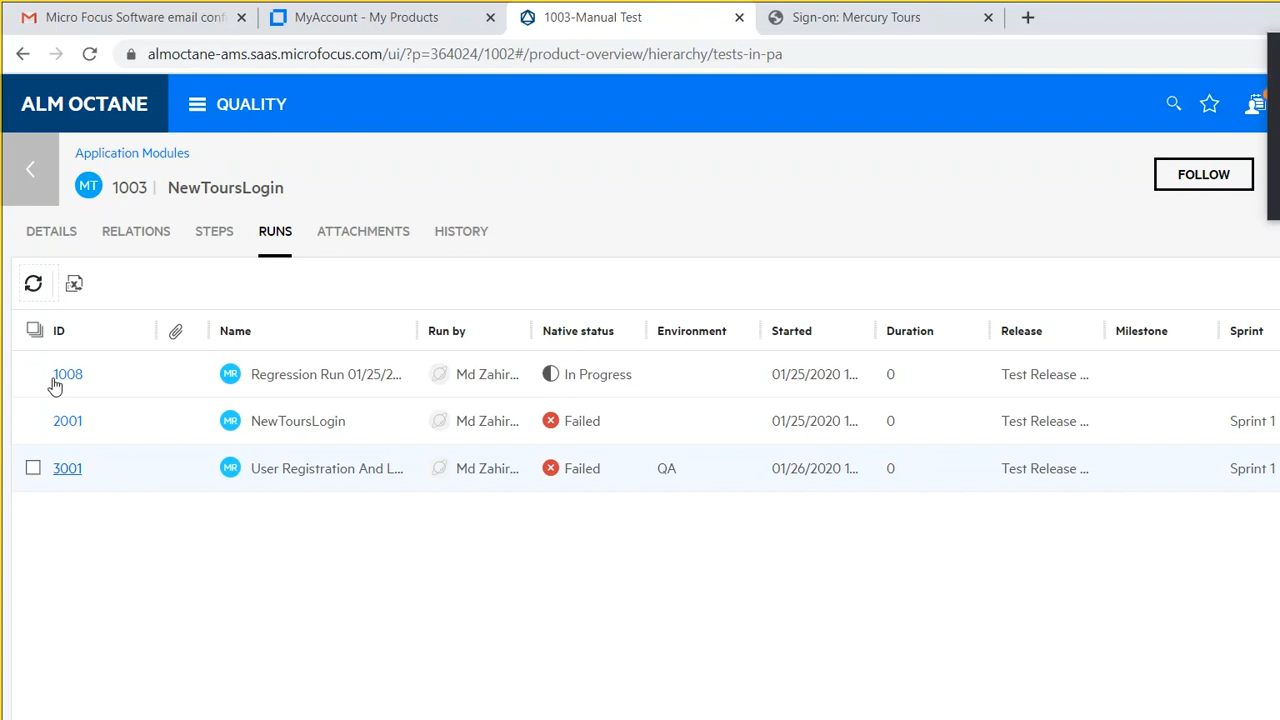 Micro Focus Software email conf
MyAccount - My Products
1003-Manual Test
Sign-on: Mercury Tours
almoctane-ams.saas.microfocus.com/ui/?p=364024/1002#/product-overview/hierarchy/tests-in-pa
ALM OCTANE
QUALITY
Application Modules
MT 1003 | NewToursLogin
FOLLOW
DETAILS RELATIONS STEPS RUNS ATTACHMENTS HISTORY
ID Name Run by Native status Environment Started Duration Release Milestone Sprint
1008 MR Regression Run 01/25/2... Md Zahir... In Progress 01/25/2020 1... 0 Test Release ...
2001 MR NewToursLogin Md Zahir... Failed 01/25/2020 1... 0 Test Release ... Sprint 1
3001 MR User Registration And L... Md Zahir... Failed QA 01/26/2020 1... 0 Test Release ... Sprint 1